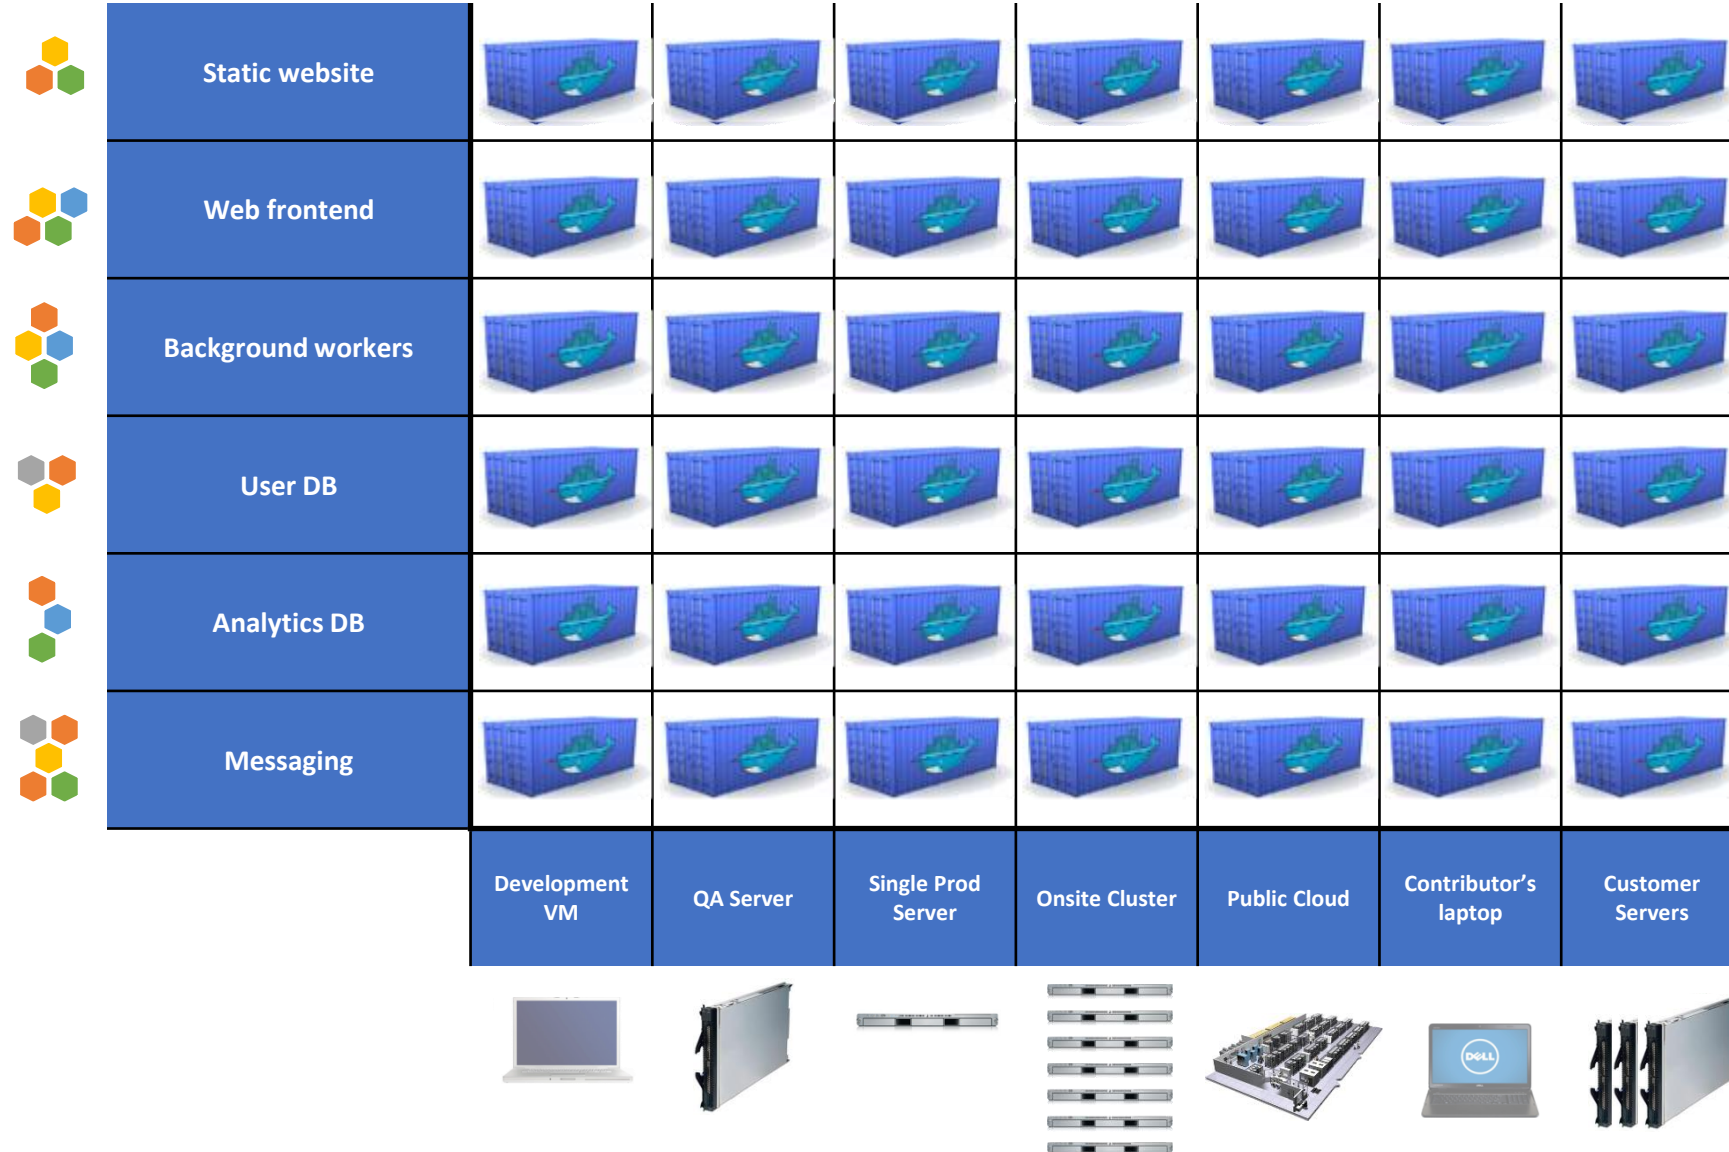 Static website
Web frontend
Background workers
User DB
Analytics DB
Messaging
Development
VM
QA Server
Single Prod
Server
Onsite Cluster
Public Cloud
Contributor’s
laptop
Customer
Servers
DELL